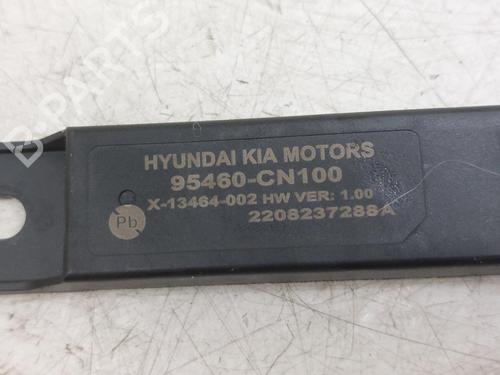 HYUNDAI KIA MOTORS
95460-CN100
X-13464-002 HW VER: 1.00
2208237288A
Pb
B-PARTS